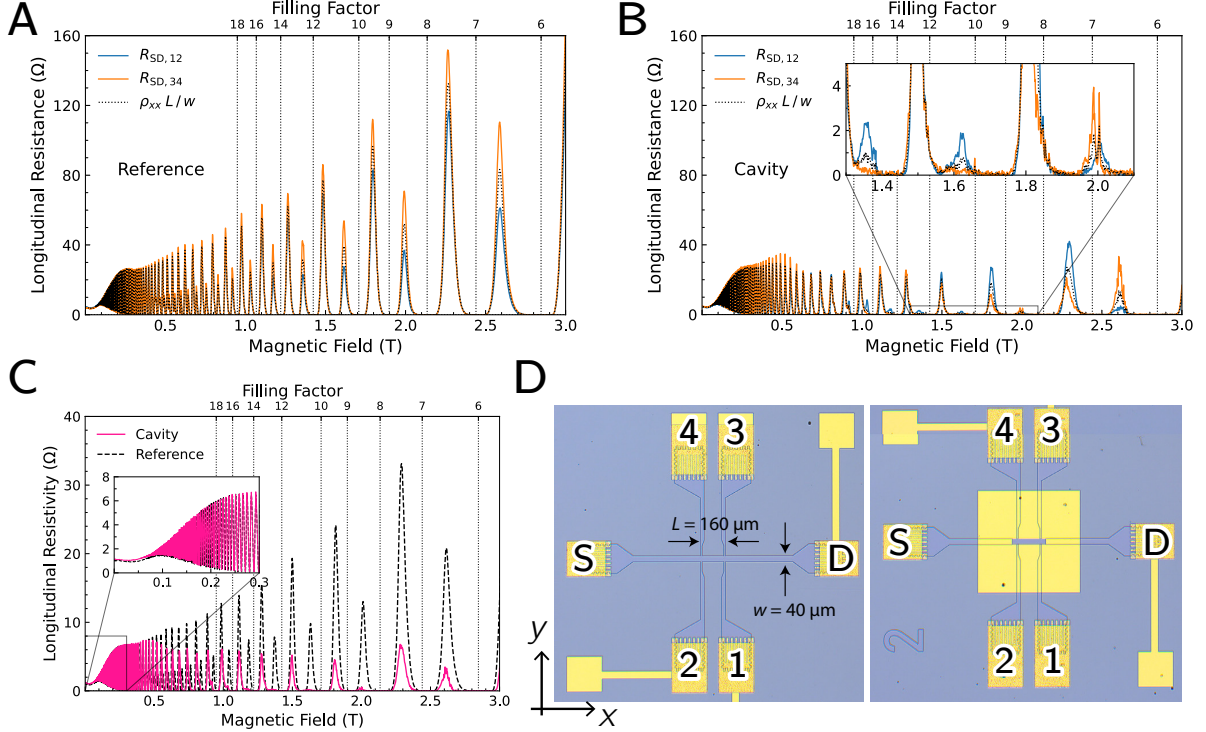 A
Filling Factor
18 16 14 12 10 9 8 7 6
160
120
80
40
0
Longitudinal Resistance (Ω)
R_SD, 12
R_SD, 34
ρ_xx L / w
Reference
0.5 1.0 1.5 2.0 2.5 3.0
Magnetic Field (T)
B
Filling Factor
18 16 14 12 10 9 8 7 6
160
120
80
40
0
Longitudinal Resistance (Ω)
R_SD, 12
R_SD, 34
ρ_xx L / w
Cavity
4
2
0
1.4 1.6 1.8 2.0
0.5 1.0 1.5 2.0 2.5 3.0
Magnetic Field (T)
C
Filling Factor
18 16 14 12 10 9 8 7 6
40
30
20
10
0
Longitudinal Resistivity (Ω)
Cavity
Reference
8
6
4
2
0
0.1 0.2 0.3
0.5 1.0 1.5 2.0 2.5 3.0
Magnetic Field (T)
D
4 3
L = 160 μm
S D
w = 40 μm
2 1
y
x
4 3
S D
2 1
2